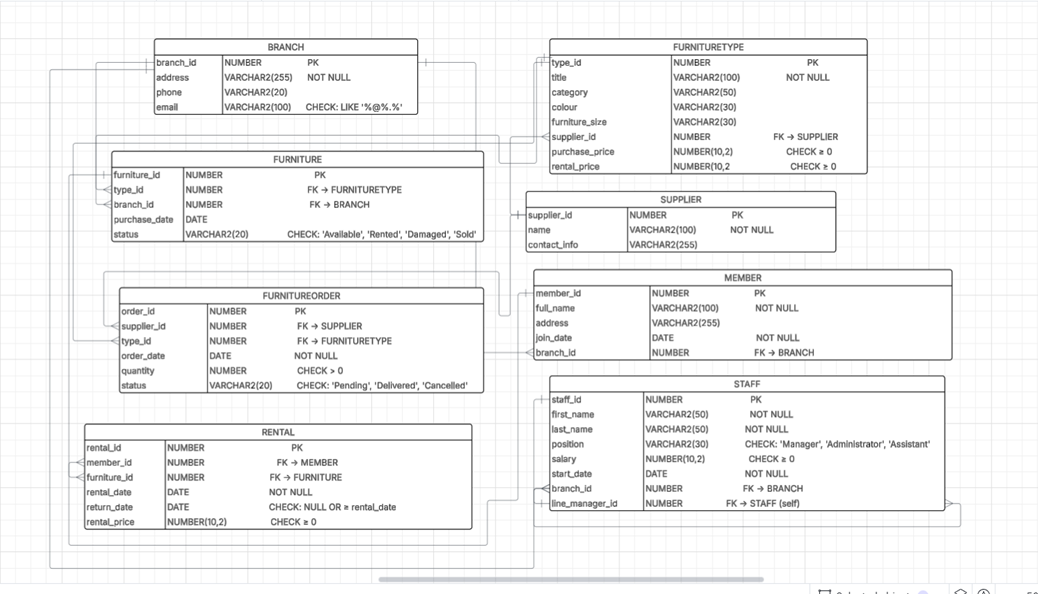 BRANCH
branch_id NUMBER PK
address VARCHAR2(255) NOT NULL
phone VARCHAR2(20)
email VARCHAR2(100) CHECK: LIKE '%@%.%'
FURNITURETYPE
type_id NUMBER PK
title VARCHAR2(100) NOT NULL
category VARCHAR2(50)
colour VARCHAR2(30)
furniture_size VARCHAR2(30)
supplier_id NUMBER FK → SUPPLIER
purchase_price NUMBER(10,2) CHECK ≥ 0
rental_price NUMBER(10,2 CHECK ≥ 0
FURNITURE
furniture_id NUMBER PK
type_id NUMBER FK → FURNITURETYPE
branch_id NUMBER FK → BRANCH
purchase_date DATE
status VARCHAR2(20) CHECK: 'Available', 'Rented', 'Damaged', 'Sold'
SUPPLIER
supplier_id NUMBER PK
name VARCHAR2(100) NOT NULL
contact_info VARCHAR2(255)
FURNITUREORDER
order_id NUMBER PK
supplier_id NUMBER FK → SUPPLIER
type_id NUMBER FK → FURNITURETYPE
order_date DATE NOT NULL
quantity NUMBER CHECK > 0
status VARCHAR2(20) CHECK: 'Pending', 'Delivered', 'Cancelled'
MEMBER
member_id NUMBER PK
full_name VARCHAR2(100) NOT NULL
address VARCHAR2(255)
join_date DATE NOT NULL
branch_id NUMBER FK → BRANCH
RENTAL
rental_id NUMBER PK
member_id NUMBER FK → MEMBER
furniture_id NUMBER FK → FURNITURE
rental_date DATE NOT NULL
return_date DATE CHECK: NULL OR ≥ rental_date
rental_price NUMBER(10,2) CHECK ≥ 0
STAFF
staff_id NUMBER PK
first_name VARCHAR2(50) NOT NULL
last_name VARCHAR2(50) NOT NULL
position VARCHAR2(30) CHECK: 'Manager', 'Administrator', 'Assistant'
salary NUMBER(10,2) CHECK ≥ 0
start_date DATE NOT NULL
branch_id NUMBER FK → BRANCH
line_manager_id NUMBER FK → STAFF (self)